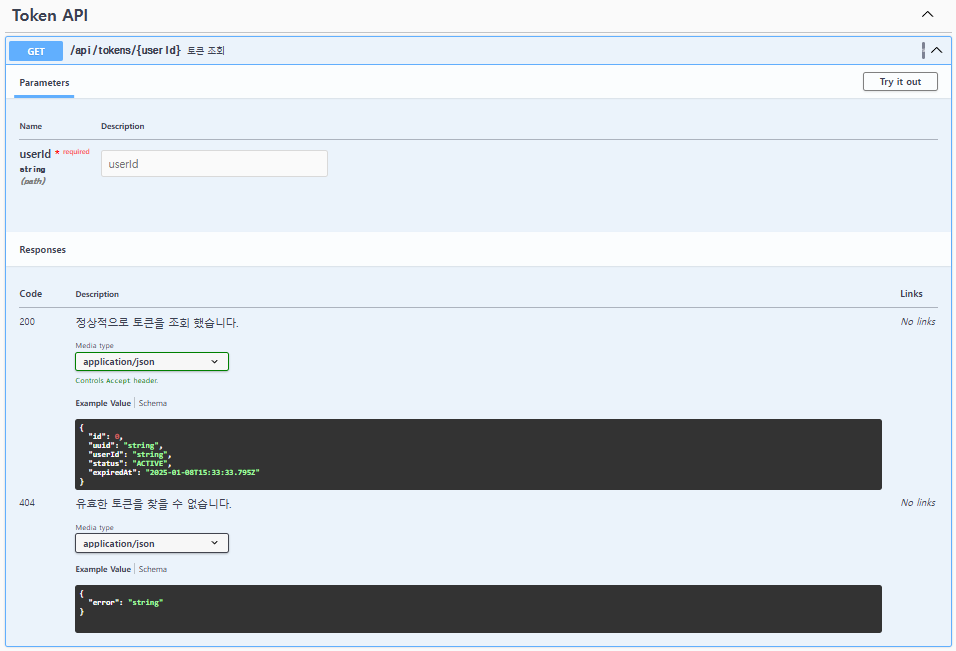 Token API
GET /api/tokens/{userId} 토큰 조회
Parameters
Try it out
Name Description
userId * required
string
(path)
userId
Responses
Code Description Links
200 정상적으로 토큰을 조회 했습니다. No links
Media type
application/json
Controls Accept header.
Example Value Schema
{
"id": 0,
"uuid": "string",
"userId": "string",
"status": "ACTIVE",
"expiredAt": "2025-01-08T15:33:33.795Z"
}
404 유효한 토큰을 찾을 수 없습니다. No links
Media type
application/json
Example Value Schema
{
"error": "string"
}